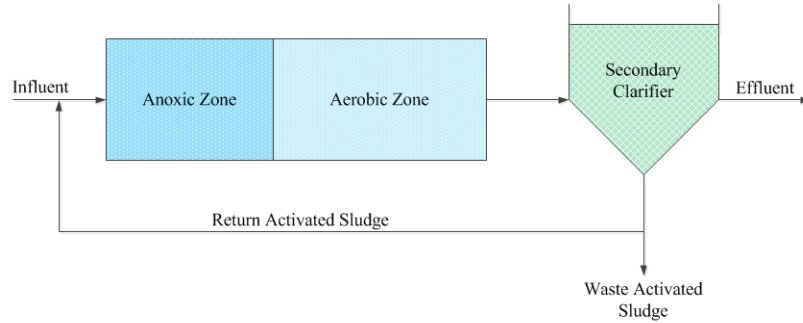 Influent
Anoxic Zone
Aerobic Zone
Secondary
Clarifier
Effluent
Return Activated Sludge
Waste Activated
Sludge